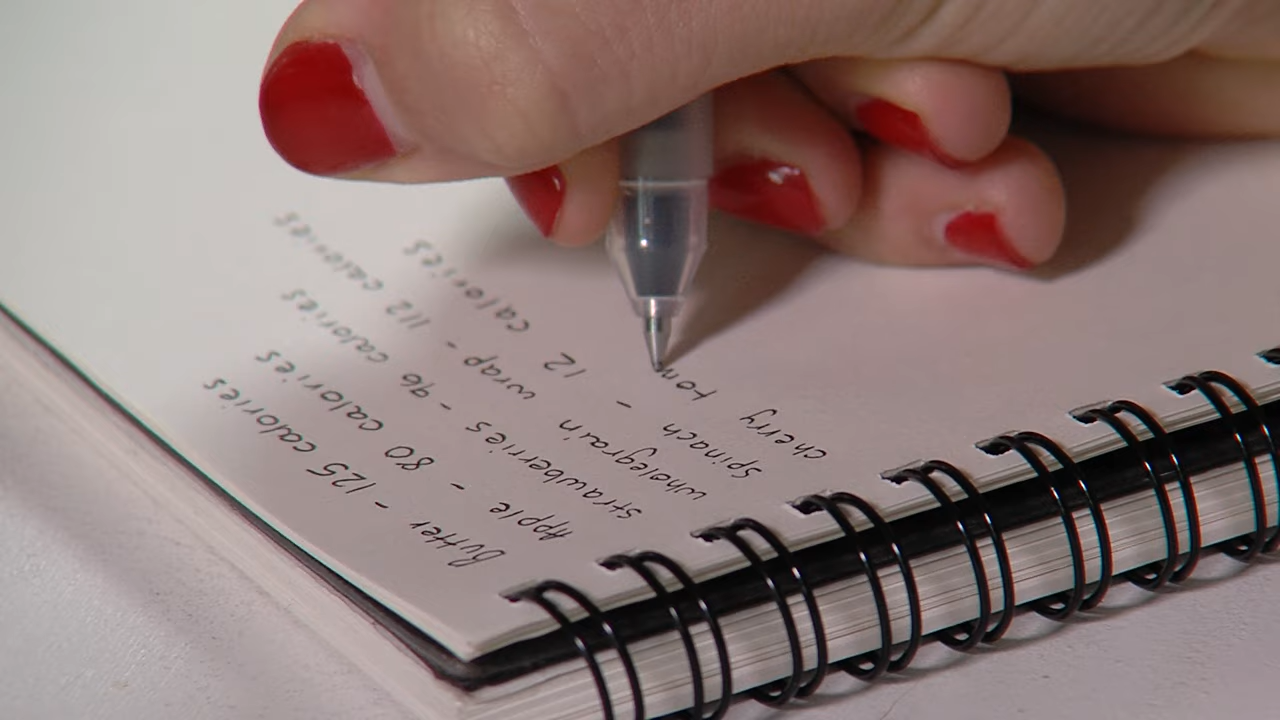 Butter - 125 calories
Apple - 80 calories
Strawberries - 96 calories
wholegrain wrap - 112 calories
Spinach - 12 calories
cherry tom